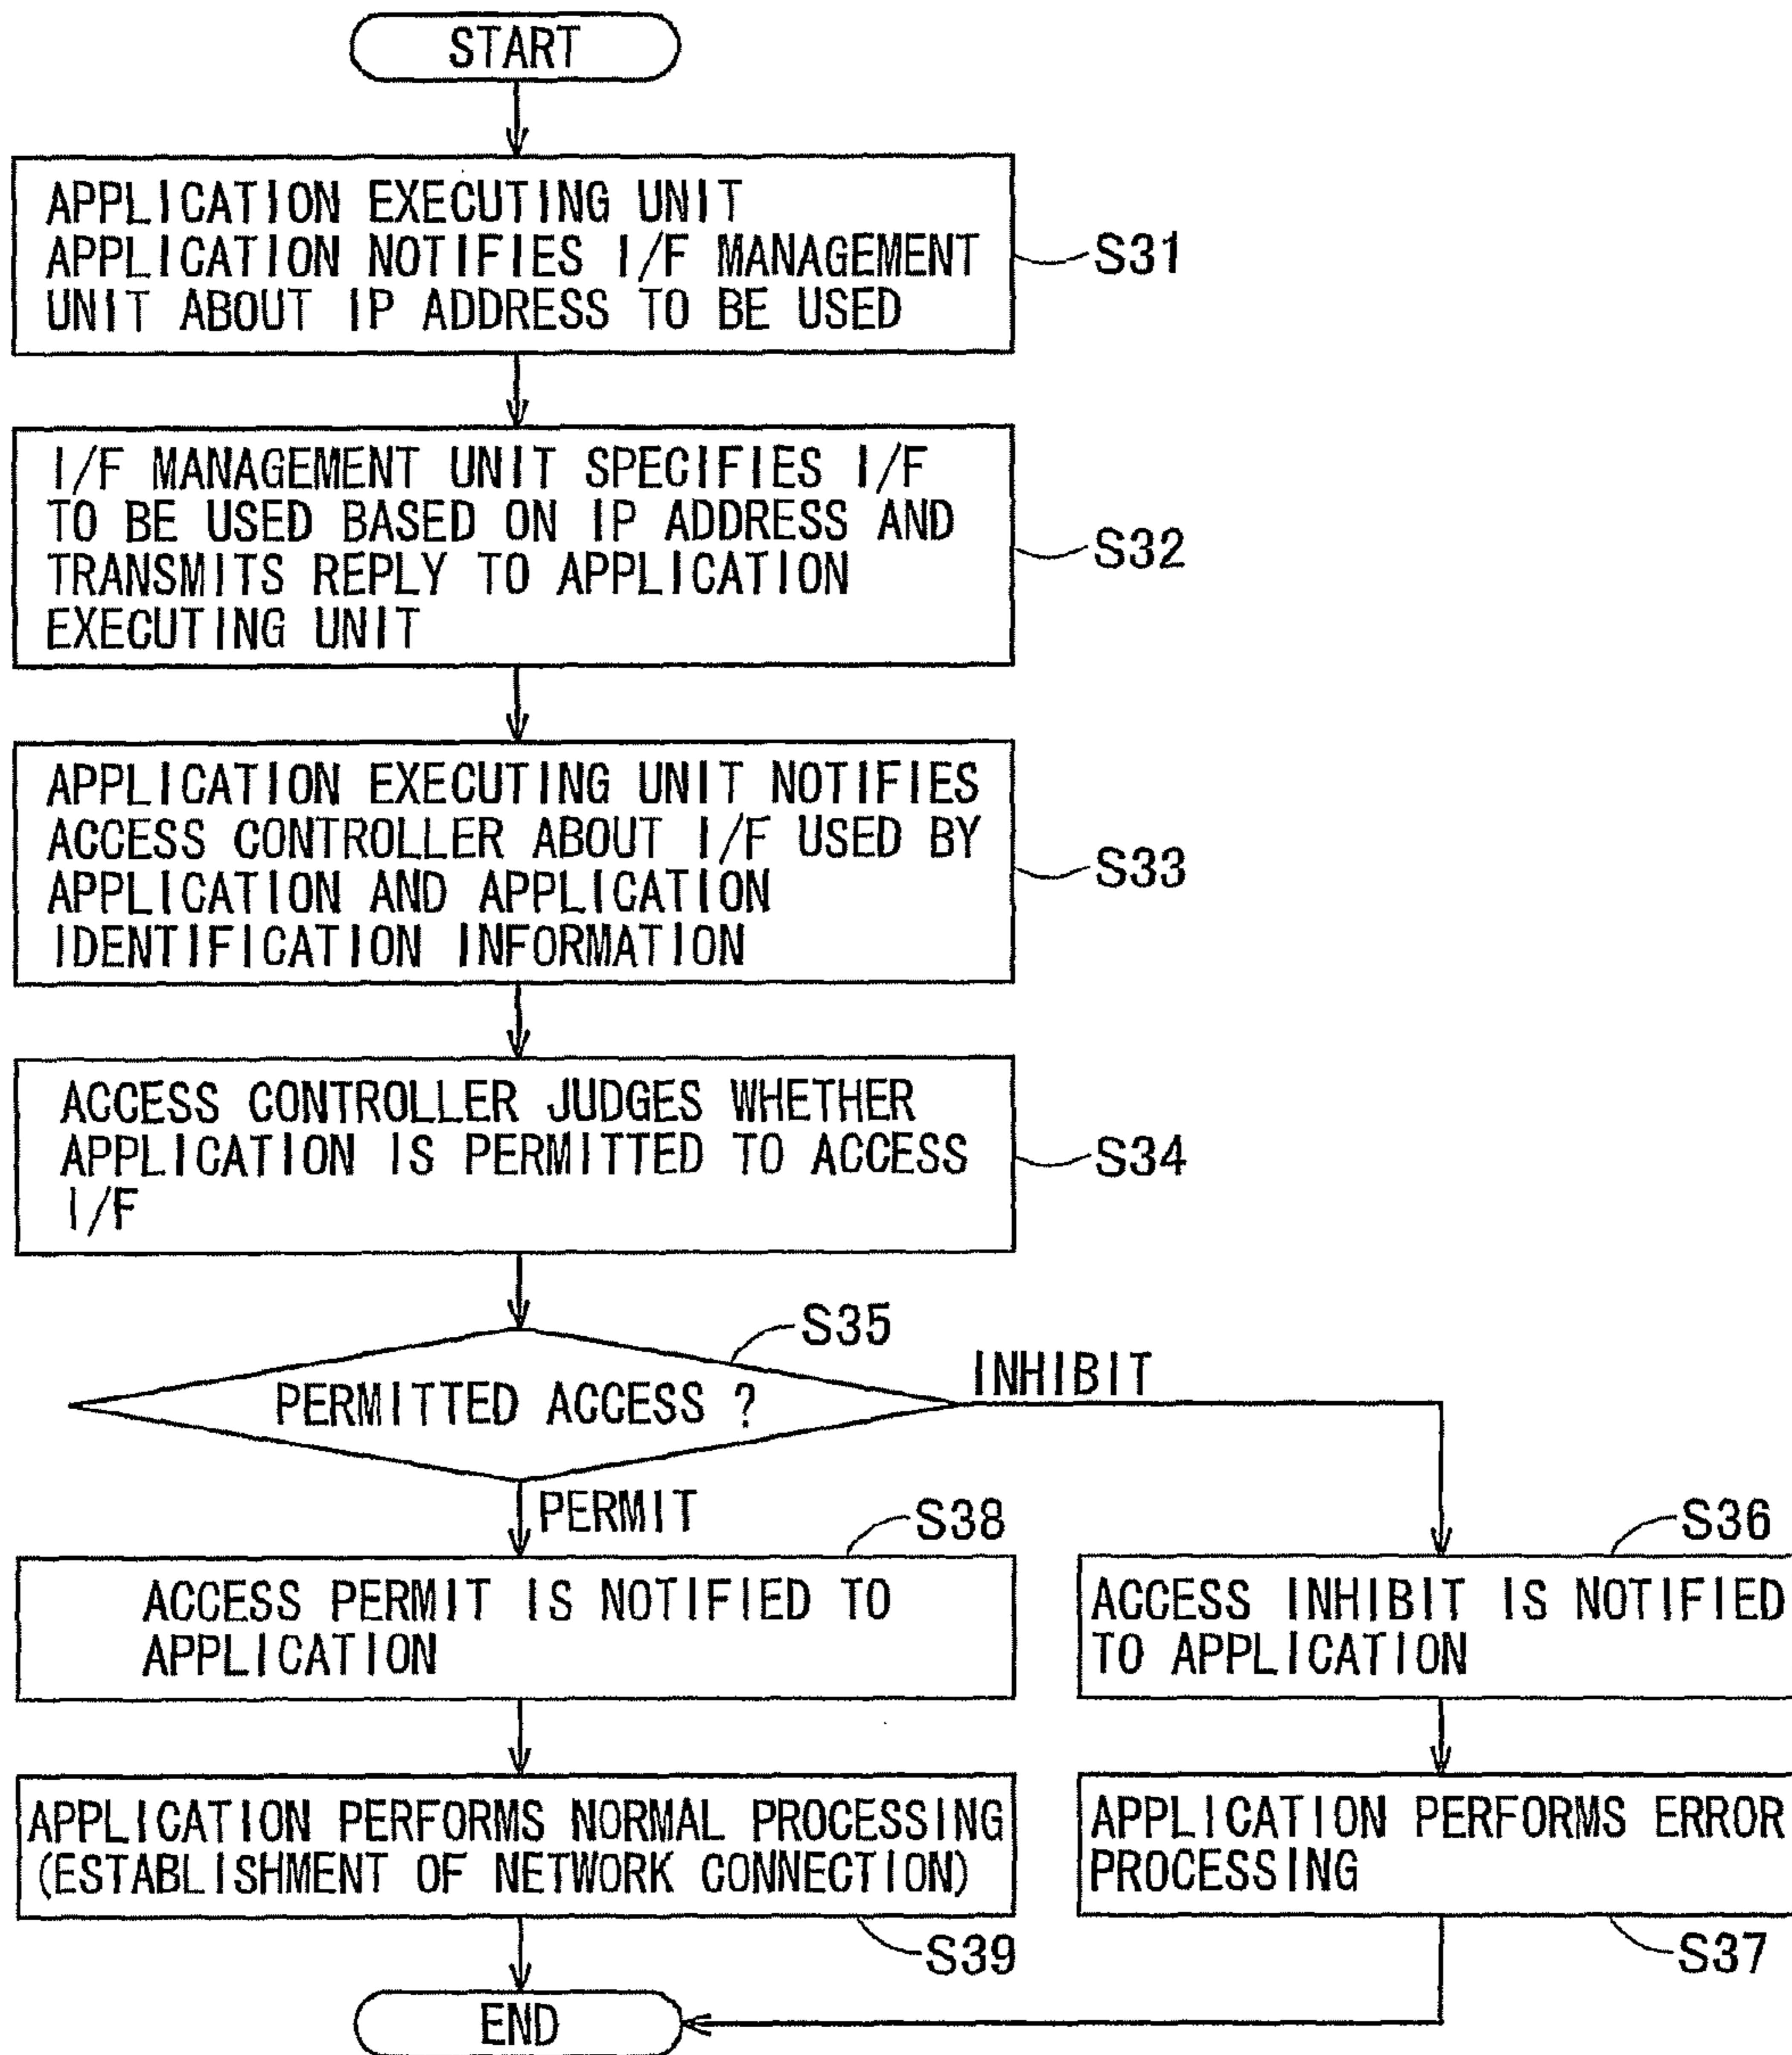 START
APPLICATION EXECUTING UNIT
APPLICATION NOTIFIES I/F MANAGEMENT
UNIT ABOUT IP ADDRESS TO BE USED
S31
I/F MANAGEMENT UNIT SPECIFIES I/F
TO BE USED BASED ON IP ADDRESS AND
TRANSMITS REPLY TO APPLICATION
EXECUTING UNIT
S32
APPLICATION EXECUTING UNIT NOTIFIES
ACCESS CONTROLLER ABOUT I/F USED BY
APPLICATION AND APPLICATION
IDENTIFICATION INFORMATION
S33
ACCESS CONTROLLER JUDGES WHETHER
APPLICATION IS PERMITTED TO ACCESS
I/F
S34
S35
PERMITTED ACCESS ?
INHIBIT
PERMIT
S38
ACCESS PERMIT IS NOTIFIED TO
APPLICATION
S36
ACCESS INHIBIT IS NOTIFIED
TO APPLICATION
APPLICATION PERFORMS NORMAL PROCESSING
(ESTABLISHMENT OF NETWORK CONNECTION)
S39
APPLICATION PERFORMS ERROR
PROCESSING
S37
END